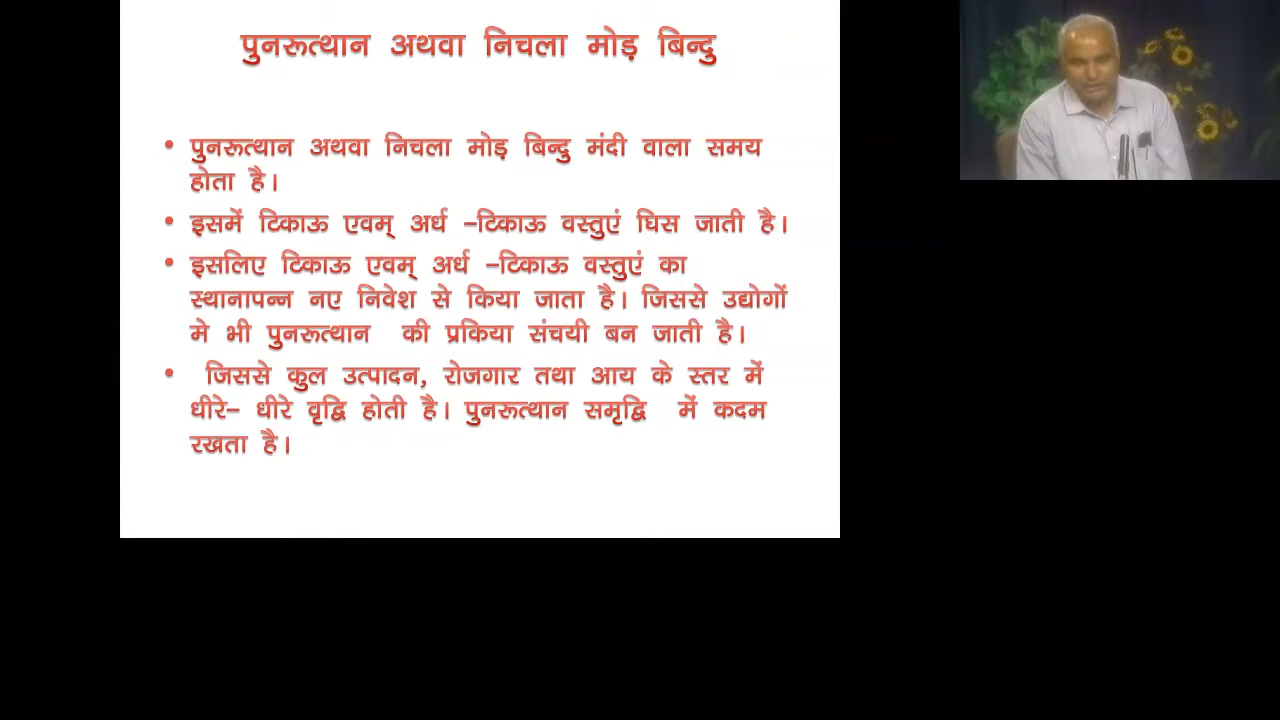 पुनरूत्थान अथवा निचला मोड़ बिन्दु
• पुनरूत्थान अथवा निचला मोड़ बिन्दु मंदी वाला समय
होता है।
• इसमें टिकाऊ एवम् अर्ध –टिकाऊ वस्तुएं घिस जाती है।
• इसलिए टिकाऊ एवम् अर्ध –टिकाऊ वस्तुएं का
स्थानापन्न नए निवेश से किया जाता है। जिससे उद्योगों
मे भी पुनरूत्थान की प्रकिया संचयी बन जाती है।
• जिससे कुल उत्पादन, रोजगार तथा आय के स्तर में
धीरे– धीरे वृद्वि होती है। पुनरूत्थान समृद्वि में कदम
रखता है।